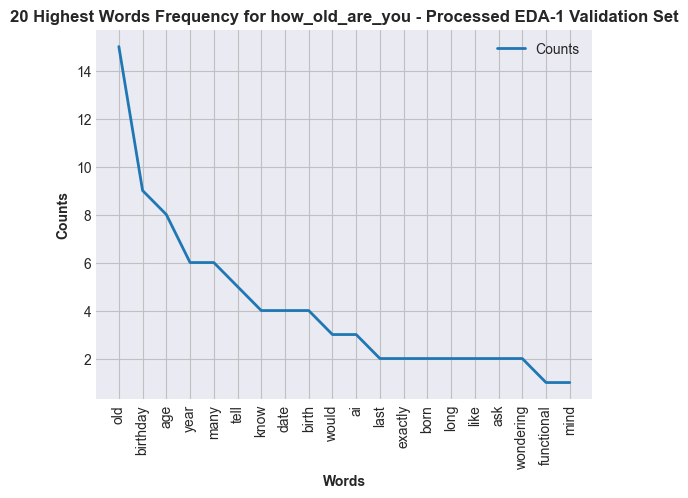 20 Highest Words Frequency for how_old_are_you - Processed EDA-1 Validation Set
Counts
14
12
10
8
6
4
2
Counts
old
birthday
age
year
many
tell
know
date
birth
would
ai
last
exactly
born
long
like
ask
wondering
functional
mind
Words